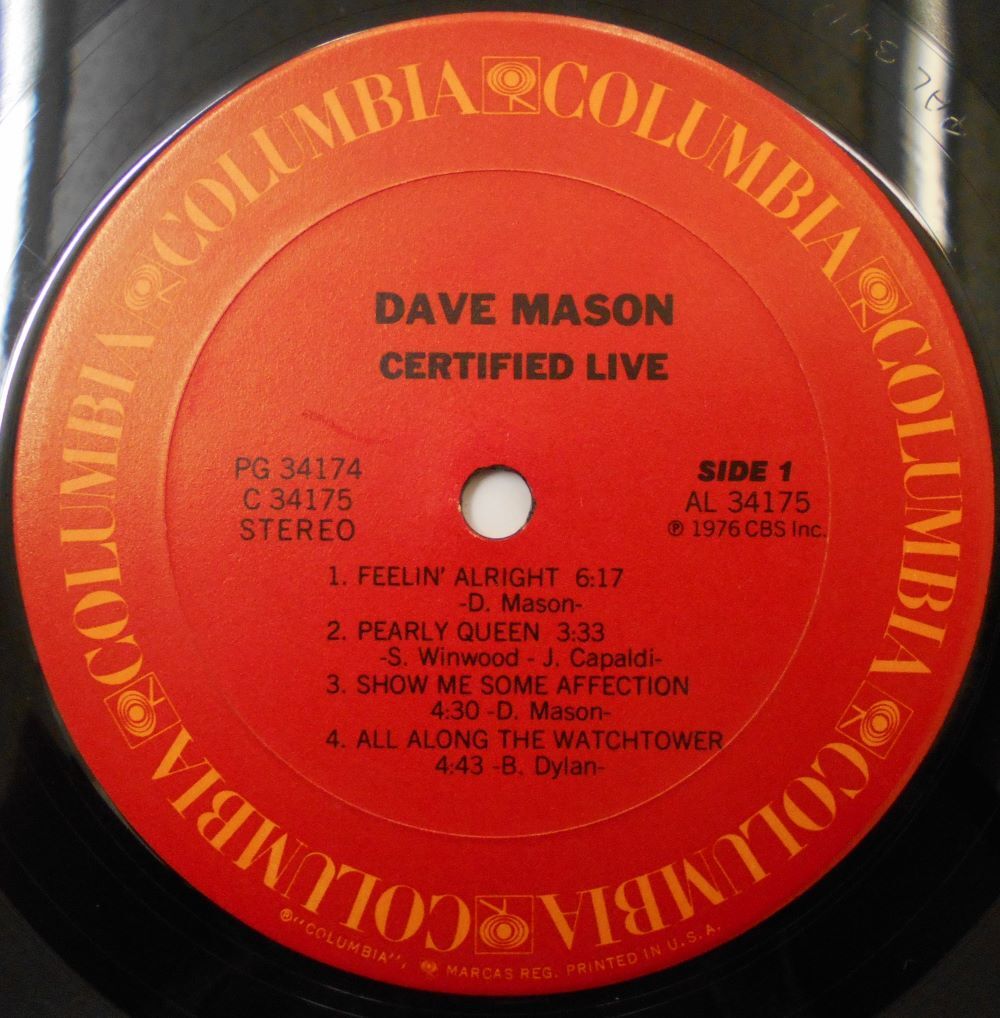 COLUMBIA COLUMBIA COLUMBIA COLUMBIA COLUMBIA COLUMBIA COLUMBIA COLUMBIA
DAVE MASON
CERTIFIED LIVE
PG 34174
C 34175
STEREO
SIDE 1
AL 34175
℗ 1976 CBS Inc.
1. FEELIN' ALRIGHT 6:17
-D. Mason-
2. PEARLY QUEEN 3:33
-S. Winwood - J. Capaldi-
3. SHOW ME SOME AFFECTION
4:30 -D. Mason-
4. ALL ALONG THE WATCHTOWER
4:43 -B. Dylan-
®"COLUMBIA", MARCAS REG. PRINTED IN U.S.A.